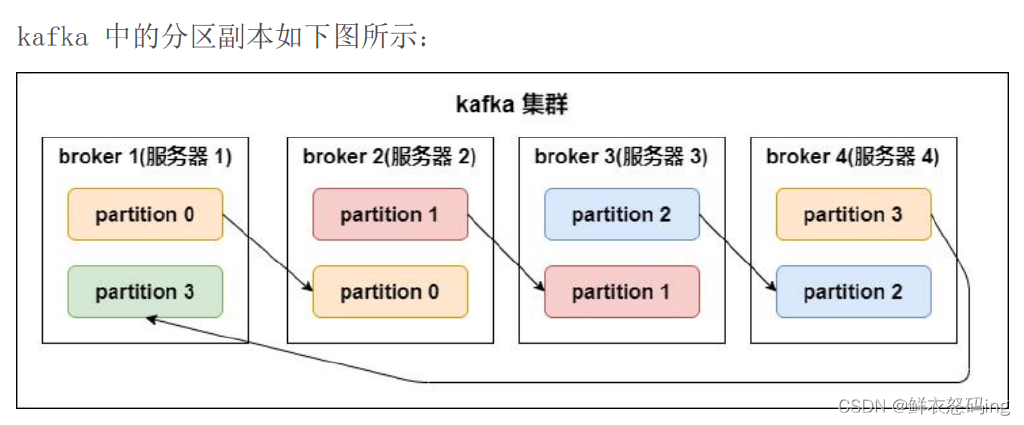 kafka 中的分区副本如下图所示：
kafka 集群
broker 1(服务器 1)
broker 2(服务器 2)
broker 3(服务器 3)
broker 4(服务器 4)
partition 0
partition 1
partition 2
partition 3
partition 3
partition 0
partition 1
partition 2
CSDN @鲜衣怒码ing